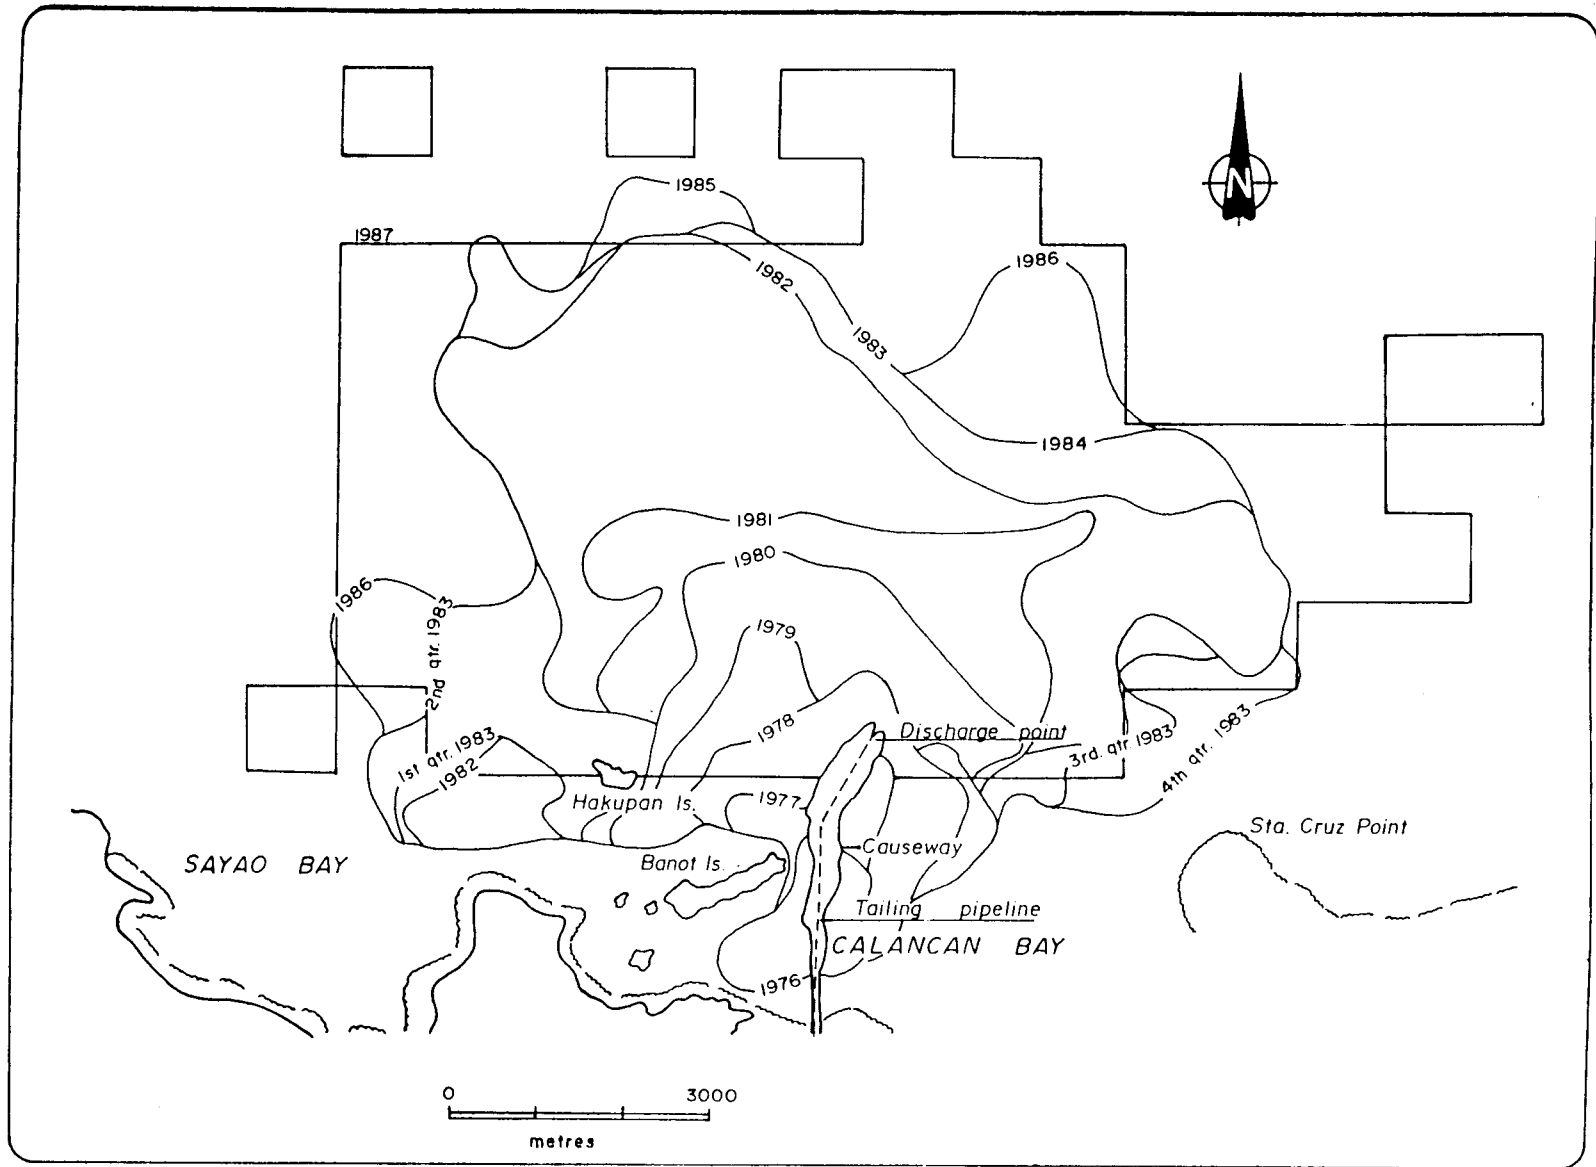 1985
N
1987
1986
1982
1983
1984
1981
1980
1986
2nd qtr. 1983
1979
1978
Discharge point
1st qtr. 1983
3rd. qtr. 1983
4th qtr. 1983
1982
Hakupan Is.
1977
Sta. Cruz Point
Causeway
SAYAO BAY
Banot Is.
Tailing pipeline
CALANCAN BAY
1976
0 3000
metres